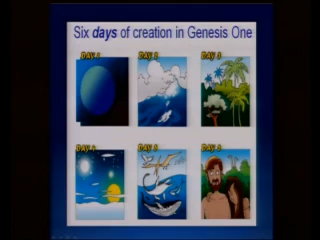 Six days of creation in Genesis One
DAY 1
DAY 2
DAY 3
DAY 4
DAY 5
DAY 6